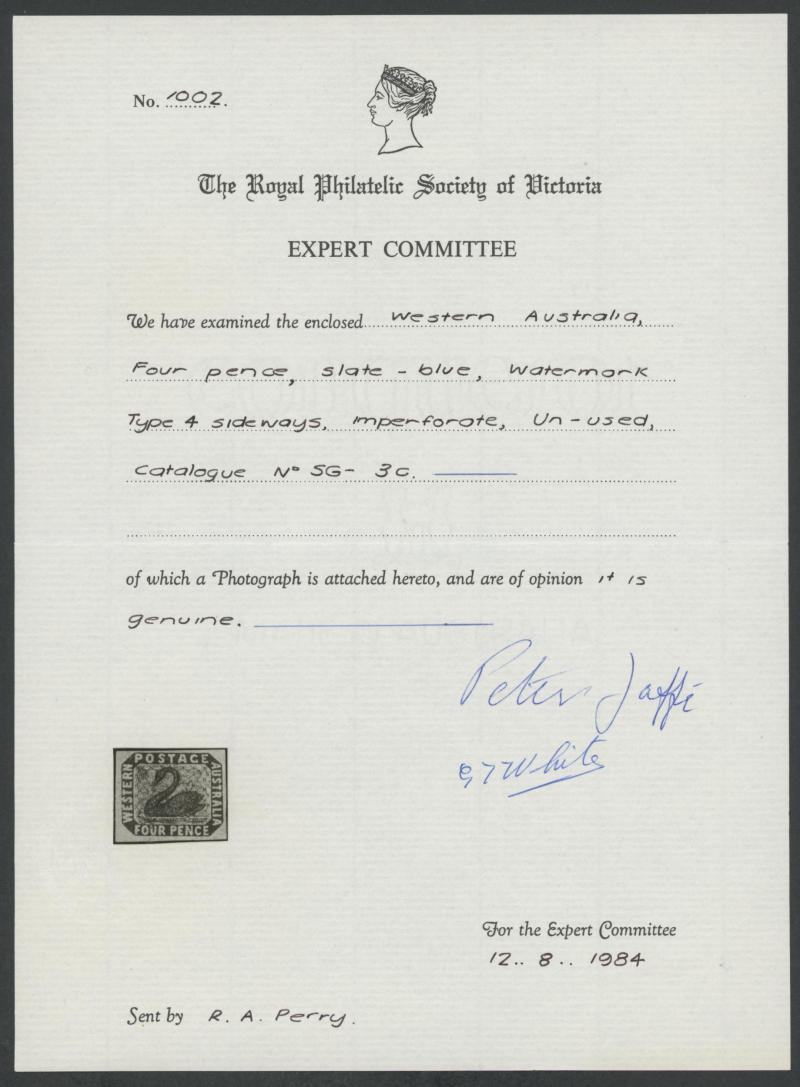 No. 1002.
The Royal Philatelic Society of Victoria
EXPERT COMMITTEE
We have examined the enclosed Western Australia,
Four pence, slate - blue, Watermark
Type 4 sideways, Imperforate, Un-used,
Catalogue No SG- 3c.
of which a Photograph is attached hereto, and are of opinion it is
genuine.
Peter Jaffé
White
POSTAGE
WESTERN
AUSTRALIA
FOUR PENCE
For the Expert Committee
12.. 8.. 1984
Sent by R. A. Perry.